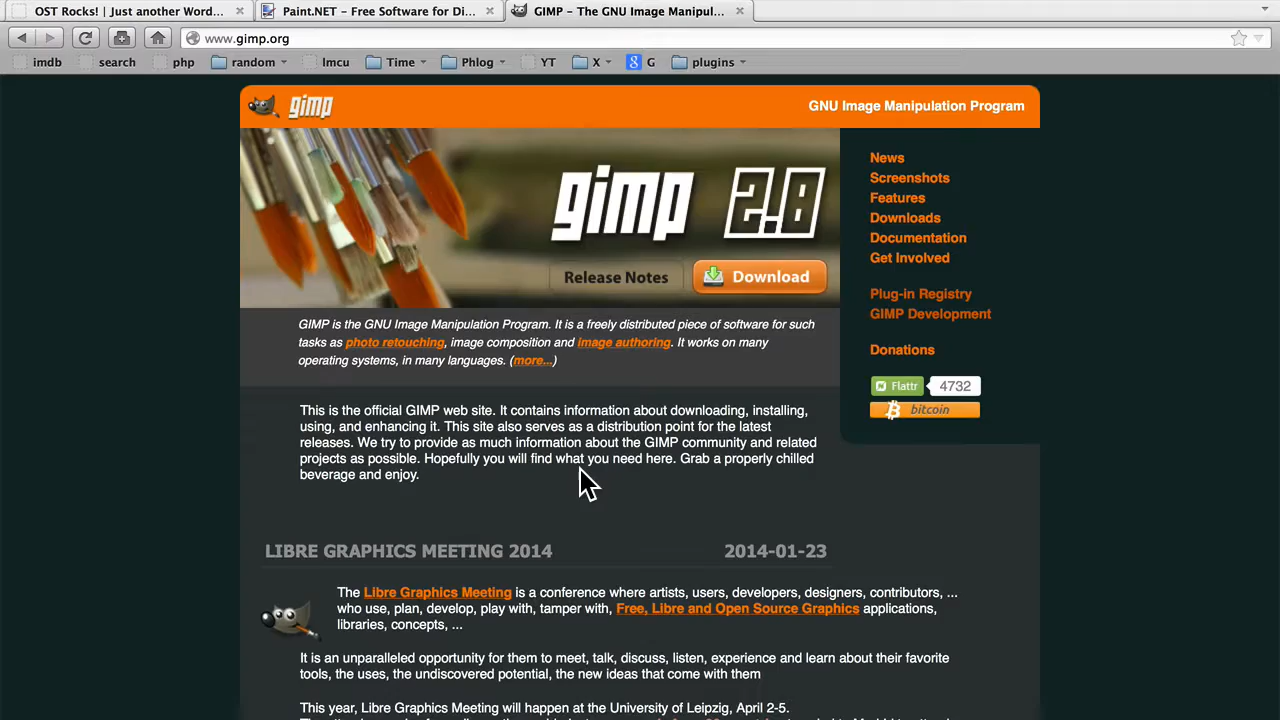 OST Rocks! | Just another Word...
Paint.NET – Free Software for Di...
GIMP – The GNU Image Manipul...
www.gimp.org
imdb search php random Imcu Time Phlog YT X G plugins
gimp
GNU Image Manipulation Program
gimp 2.8
Release Notes
Download
News
Screenshots
Features
Downloads
Documentation
Get Involved
Plug-in Registry
GIMP Development
Donations
Flattr 4732
bitcoin
GIMP is the GNU Image Manipulation Program. It is a freely distributed piece of software for such
tasks as photo retouching, image composition and image authoring. It works on many
operating systems, in many languages. (more...)
This is the official GIMP web site. It contains information about downloading, installing,
using, and enhancing it. This site also serves as a distribution point for the latest
releases. We try to provide as much information about the GIMP community and related
projects as possible. Hopefully you will find what you need here. Grab a properly chilled
beverage and enjoy.
LIBRE GRAPHICS MEETING 2014 2014-01-23
The Libre Graphics Meeting is a conference where artists, users, developers, designers, contributors, ...
who use, plan, develop, play with, tamper with, Free, Libre and Open Source Graphics applications,
libraries, concepts, ...
It is an unparalleled opportunity for them to meet, talk, discuss, listen, experience and learn about their favorite
tools, the uses, the undiscovered potential, the new ideas that come with them
This year, Libre Graphics Meeting will happen at the University of Leipzig, April 2-5.